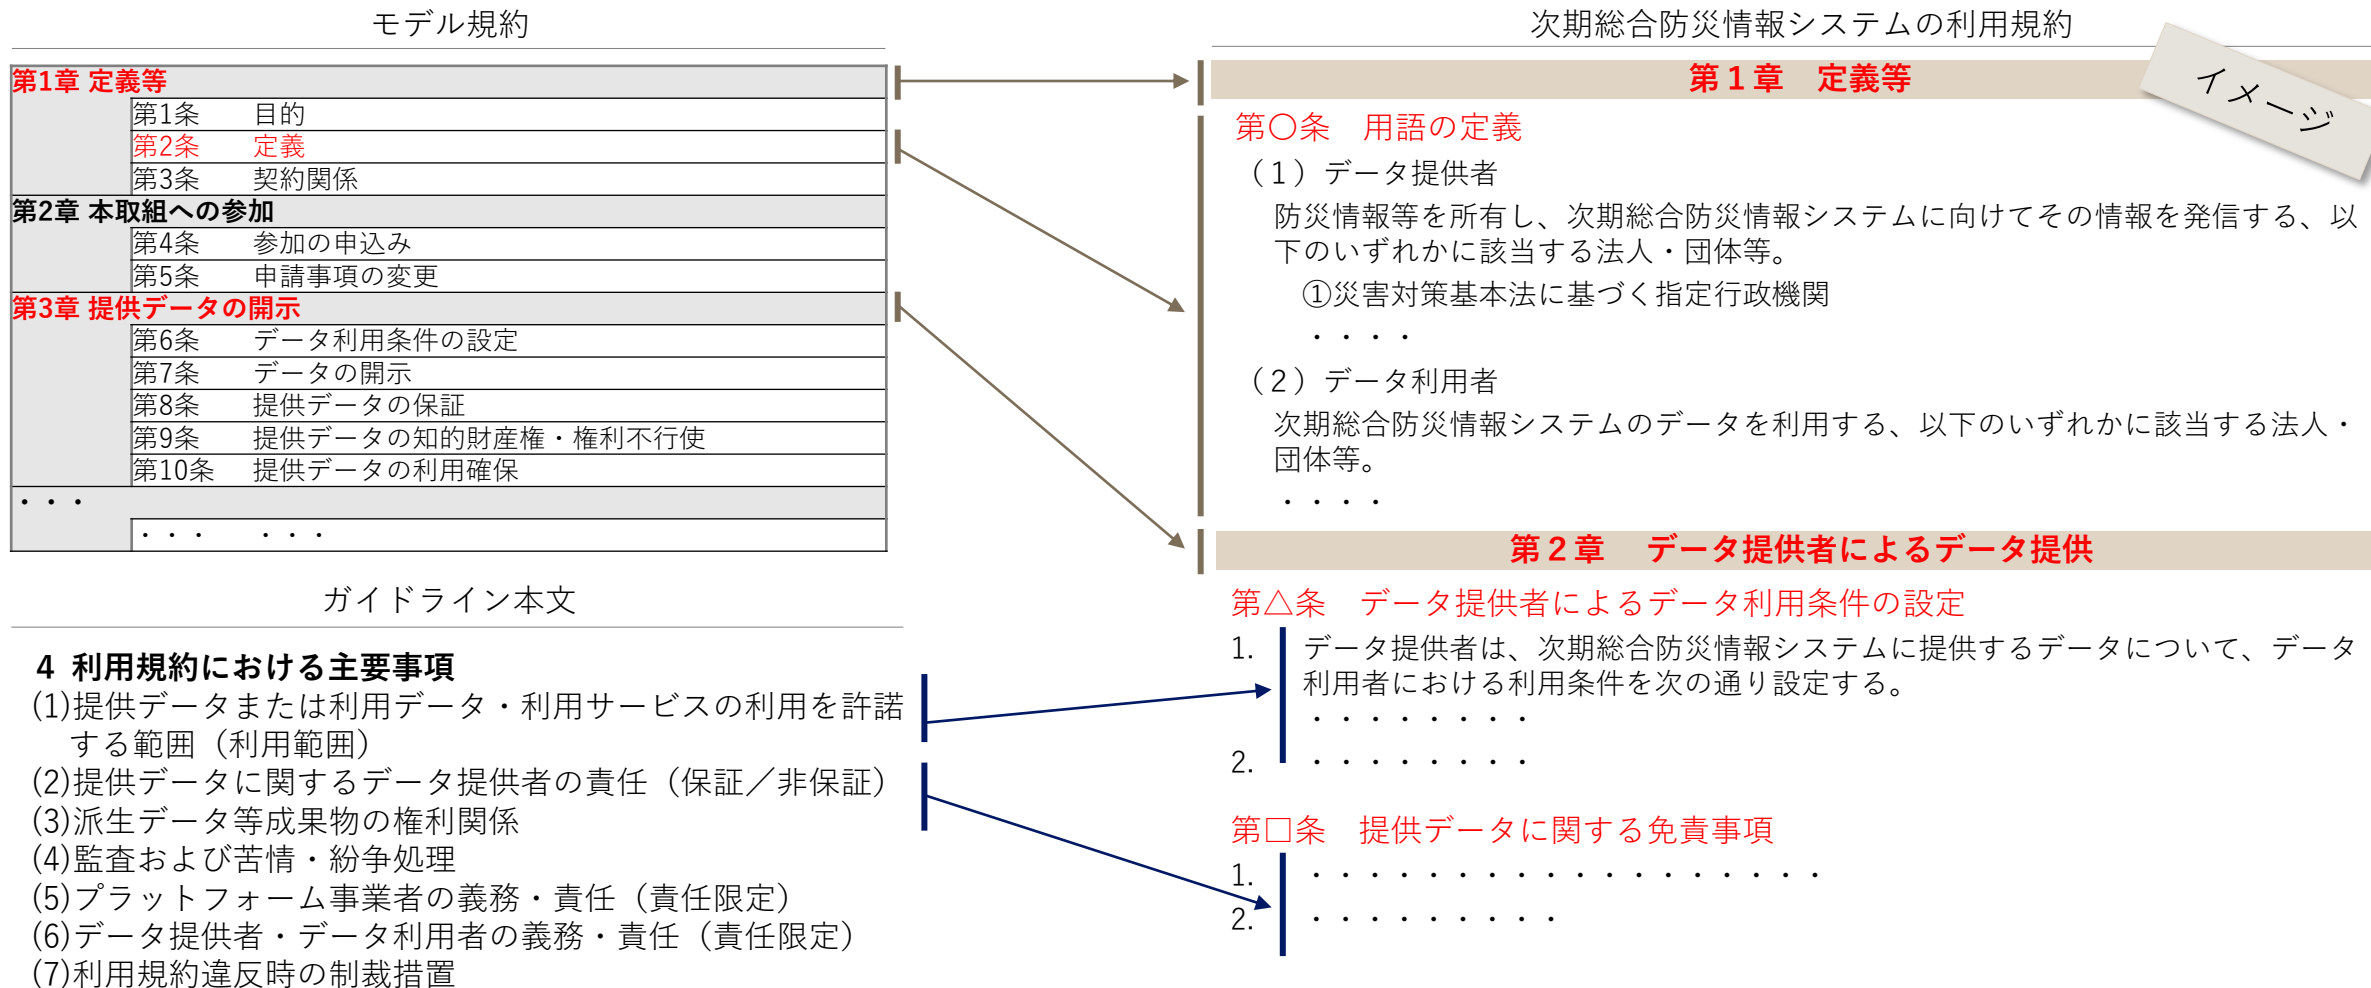 モデル規約
第1章 定義等
第1条 目的
第2条 定義
第3条 契約関係
第2章 本取組への参加
第4条 参加の申込み
第5条 申請事項の変更
第3章 提供データの開示
第6条 データ利用条件の設定
第7条 データの開示
第8条 提供データの保証
第9条 提供データの知的財産権・権利不行使
第10条 提供データの利用確保
・・・
・・・ ・・・
ガイドライン本文
4 利用規約における主要事項
(1)提供データまたは利用データ・利用サービスの利用を許諾
する範囲（利用範囲）
(2)提供データに関するデータ提供者の責任（保証／非保証）
(3)派生データ等成果物の権利関係
(4)監査および苦情・紛争処理
(5)プラットフォーム事業者の義務・責任（責任限定）
(6)データ提供者・データ利用者の義務・責任（責任限定）
(7)利用規約違反時の制裁措置
次期総合防災情報システムの利用規約
イメージ
第１章　定義等
第〇条　用語の定義
（１）データ提供者
防災情報等を所有し、次期総合防災情報システムに向けてその情報を発信する、以
下のいずれかに該当する法人・団体等。
①災害対策基本法に基づく指定行政機関
・・・・
（２）データ利用者
次期総合防災情報システムのデータを利用する、以下のいずれかに該当する法人・
団体等。
・・・・
第２章　データ提供者によるデータ提供
第△条　データ提供者によるデータ利用条件の設定
1. データ提供者は、次期総合防災情報システムに提供するデータについて、データ
利用者における利用条件を次の通り設定する。
・・・・・・・・
2. ・・・・・・・・
第□条　提供データに関する免責事項
1. ・・・・・・・・・・・・・・・・・・
2. ・・・・・・・・・